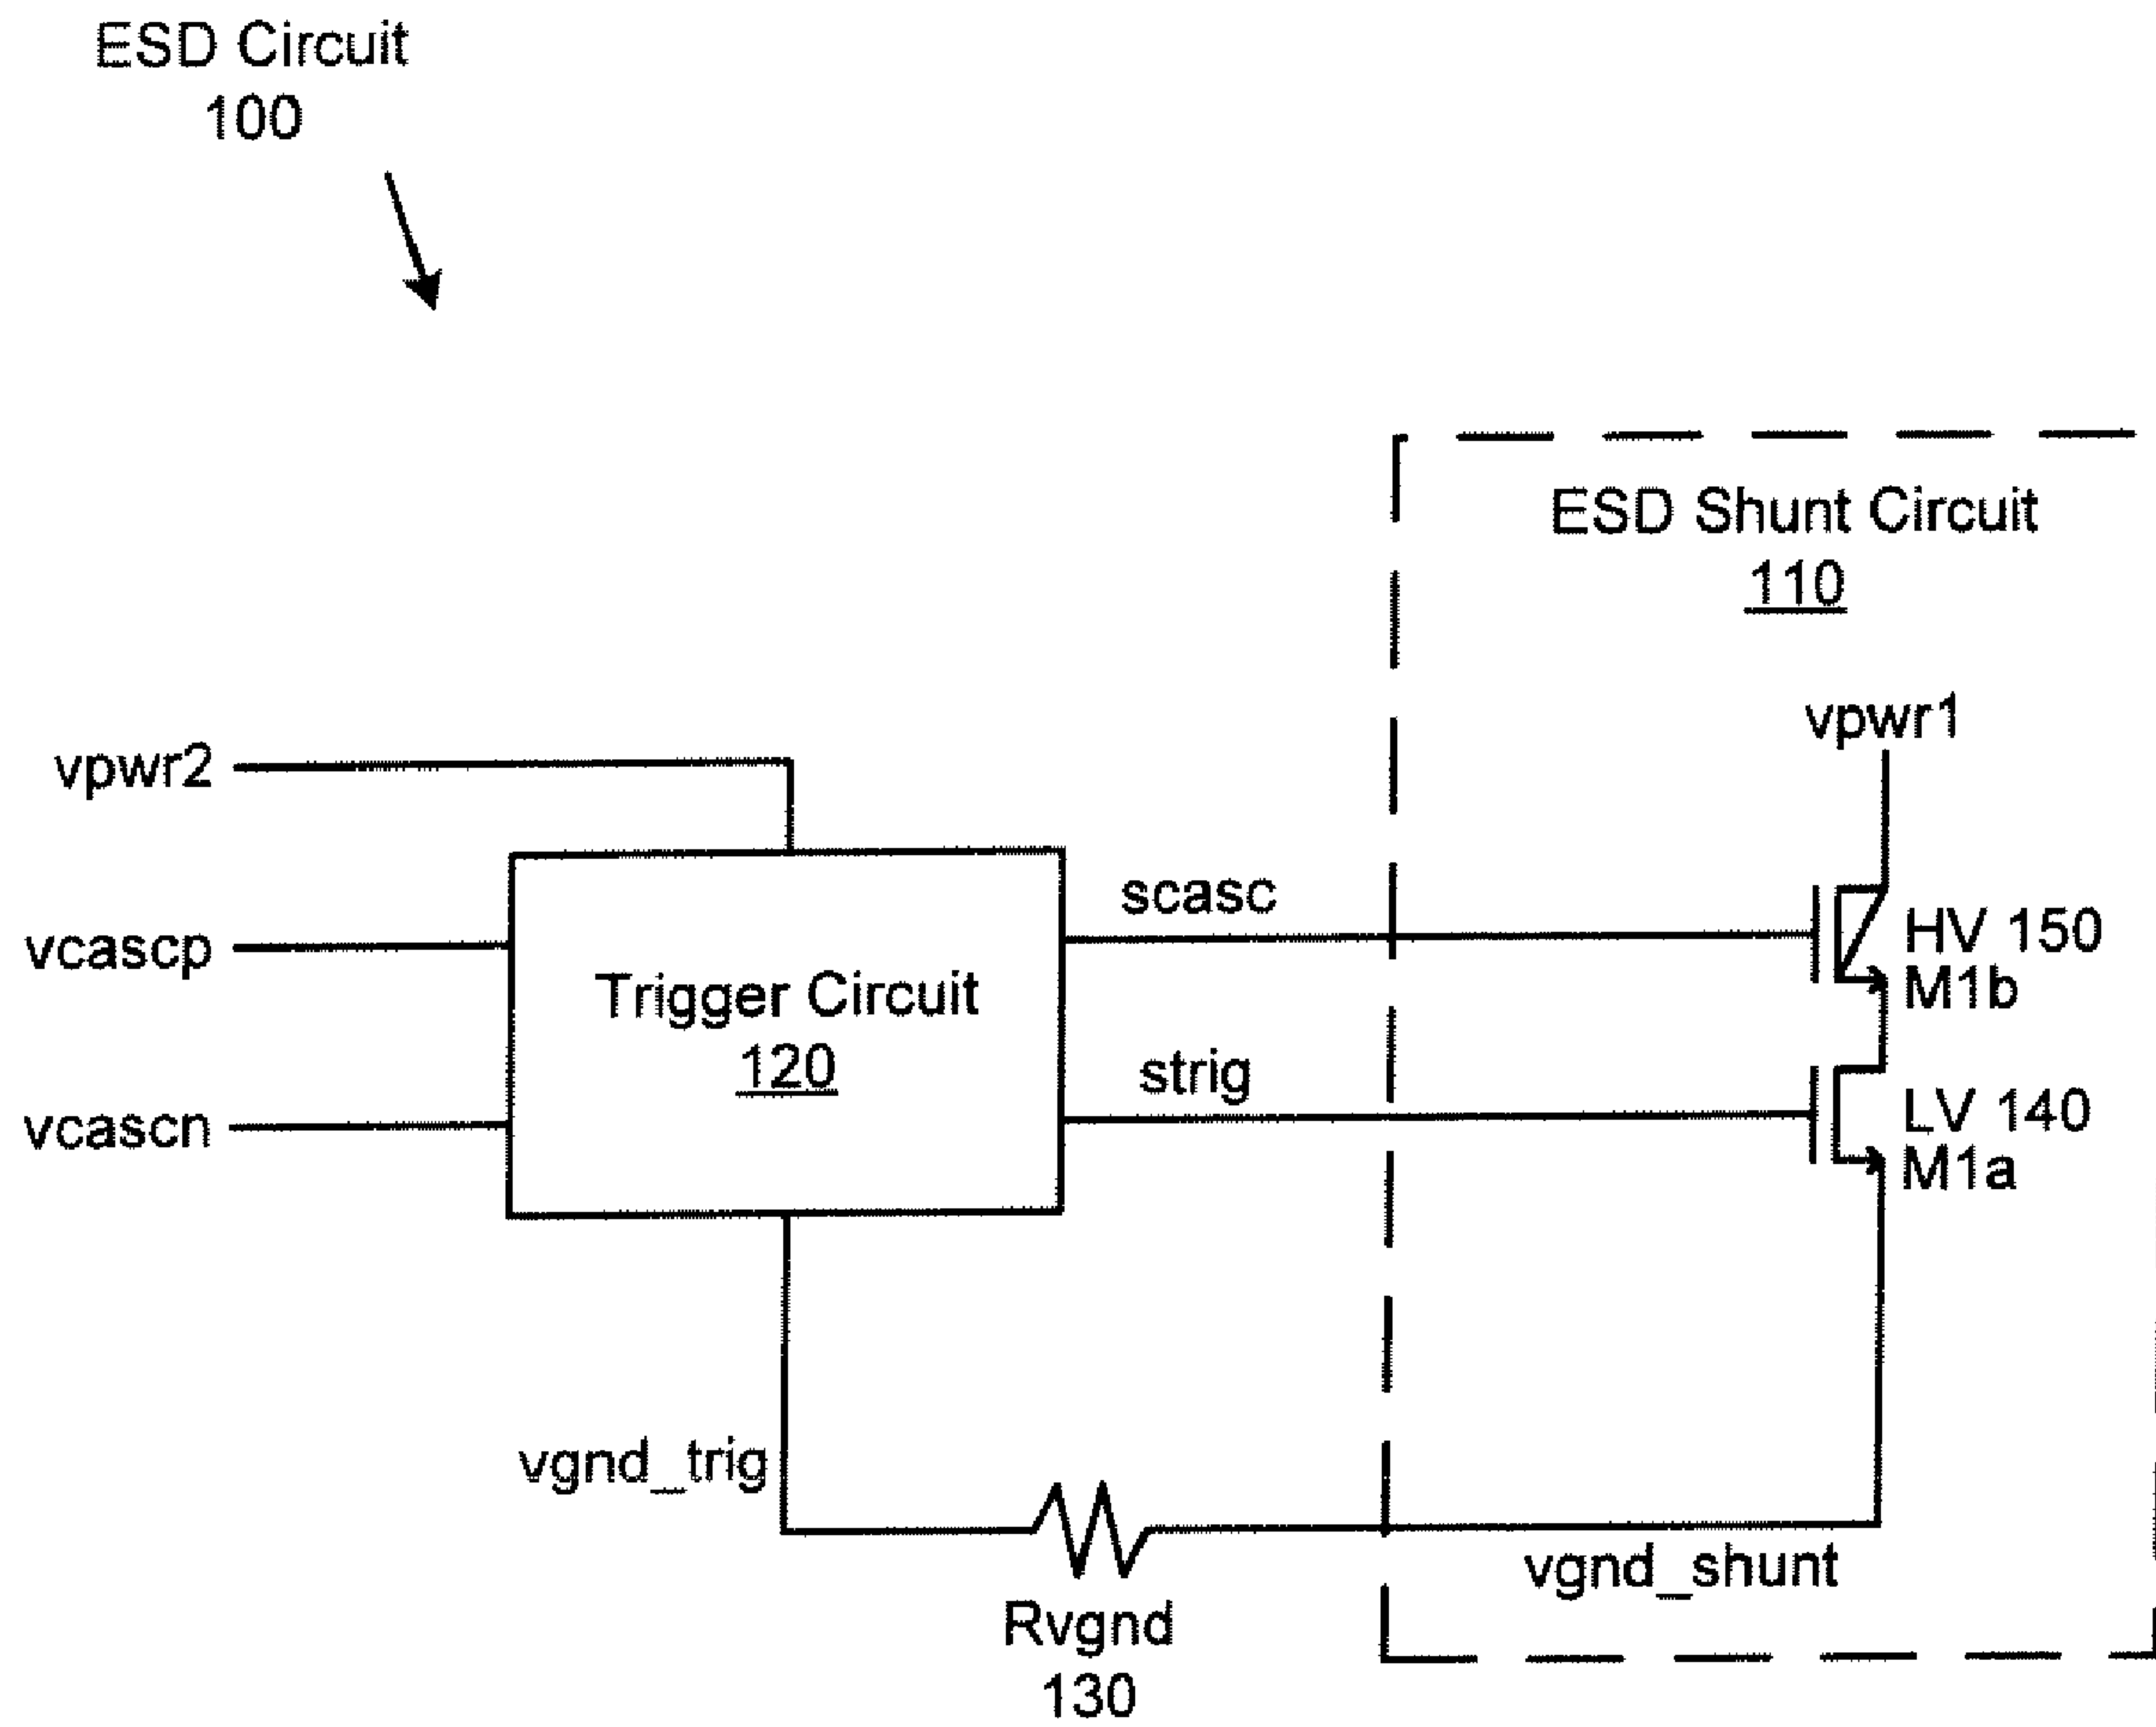 ESD Circuit
100
ESD Shunt Circuit
110
vpwr1
vpwr2
vcascp
vcascn
Trigger Circuit
120
scasc
strig
HV 150
M1b
LV 140
M1a
vgnd_trig
vgnd_shunt
Rvgnd
130